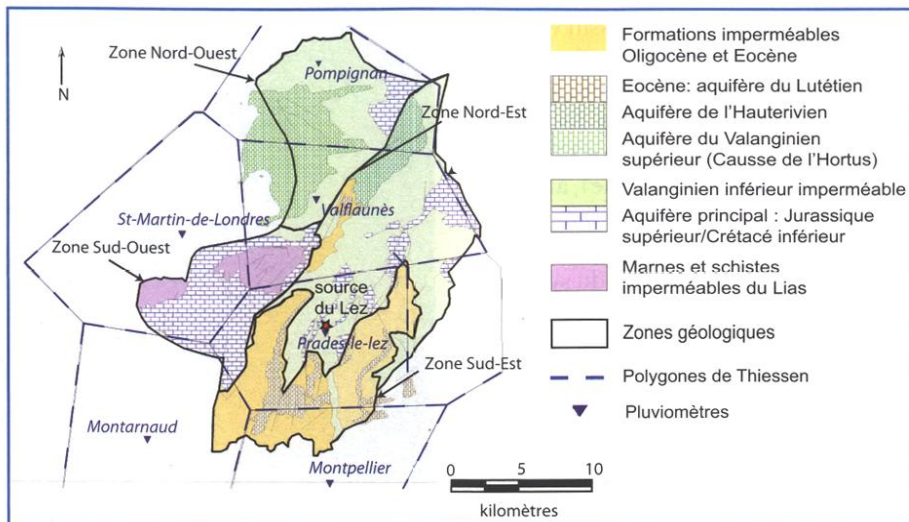 Zone Nord-Ouest
Pompignan
N
Zone Nord-Est
St-Martin-de-Londres
Valflaunès
Zone Sud-Ouest
source
du Lez
Prades-le-lez
Zone Sud-Est
Montarnaud
Montpellier
0 5 10
kilomètres
Formations imperméables
Oligocène et Eocène
Eocène: aquifère du Lutétien
Aquifère de l'Hauterivien
Aquifère du Valanginien
supérieur (Causse de l'Hortus)
Valanginien inférieur imperméable
Aquifère principal : Jurassique
supérieur/Crétacé inférieur
Marnes et schistes
imperméables du Lias
Zones géologiques
Polygones de Thiessen
Pluviomètres